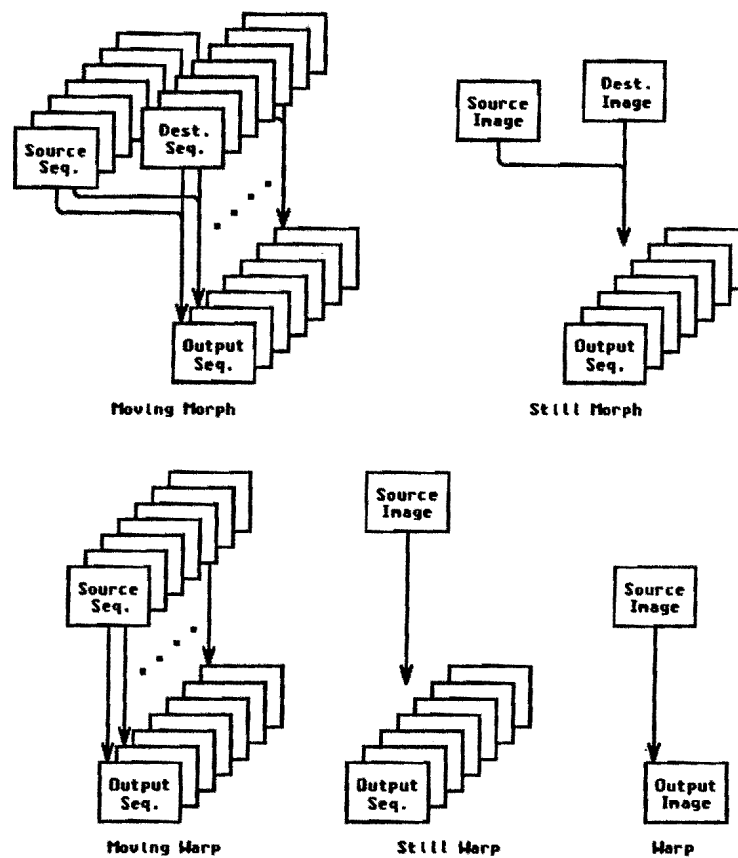 Source
Seq.
Dest.
Seq.
Output
Seq.
Moving Morph
Source
Image
Dest.
Image
Output
Seq.
Still Morph
Source
Seq.
Output
Seq.
Moving Warp
Source
Image
Output
Seq.
Still Warp
Source
Image
Output
Image
Warp